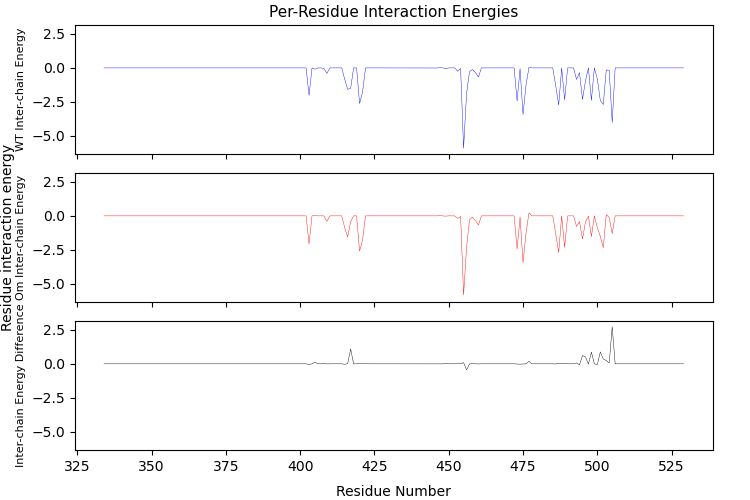 Per-Residue Interaction Energies
Residue interaction energy
WT Inter-chain Energy
2.5
0.0
−2.5
−5.0
Om Inter-chain Energy
2.5
0.0
−2.5
−5.0
Inter-chain Energy Difference
2.5
0.0
−2.5
−5.0
325 350 375 400 425 450 475 500 525
Residue Number